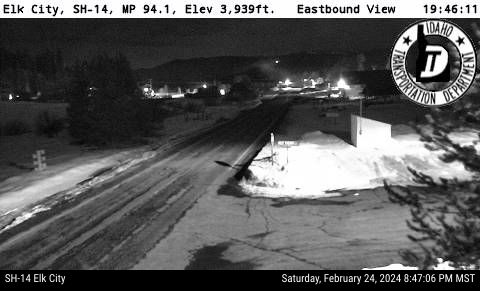 Elk City, SH-14, MP 94.1, Elev 3,939ft. Eastbound View 19:46:11
IDAHO
TRANSPORTATION DEPARTMENT
SH-14 Elk City Saturday, February 24, 2024 8:47:06 PM MST